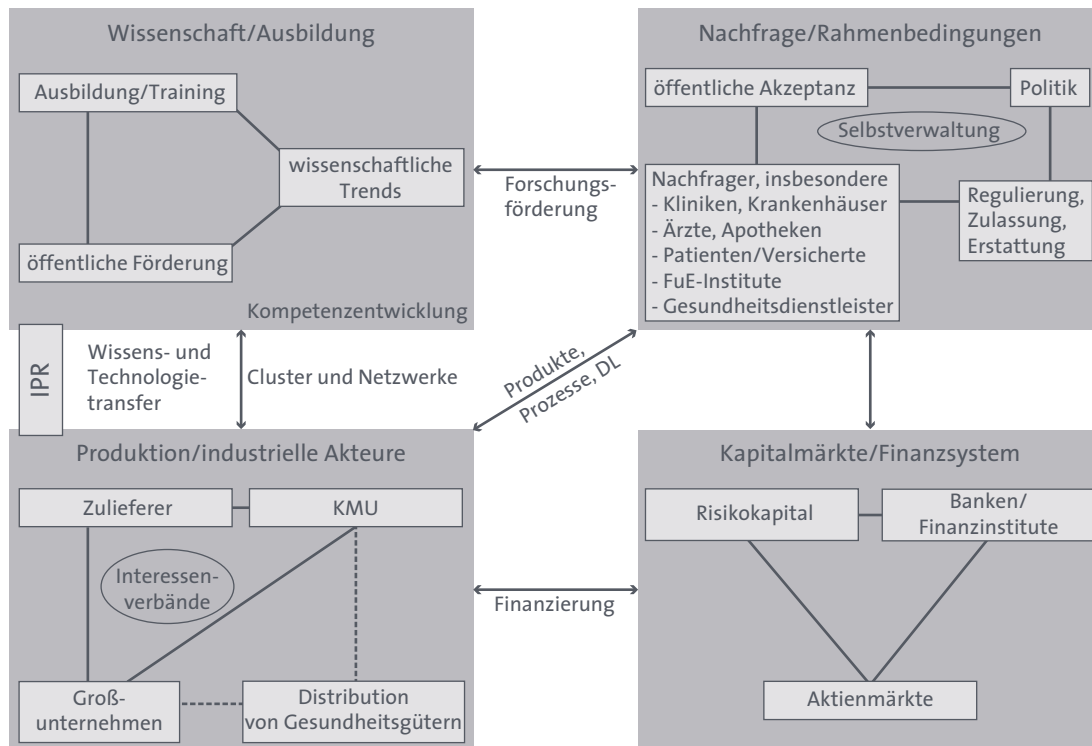 Wissenschaft/Ausbildung
Ausbildung/Training
wissenschaftliche
Trends
öffentliche Förderung
Kompetenzentwicklung
Forschungs-
förderung
Nachfrage/Rahmenbedingungen
öffentliche Akzeptanz
Politik
Selbstverwaltung
Nachfrager, insbesondere
- Kliniken, Krankenhäuser
- Ärzte, Apotheken
- Patienten/Versicherte
- FuE-Institute
- Gesundheitsdienstleister
Regulierung,
Zulassung,
Erstattung
IPR
Wissens- und
Technologie-
transfer
Cluster und Netzwerke
Produkte,
Prozesse, DL
Produktion/industrielle Akteure
Zulieferer
KMU
Interessen-
verbände
Groß-
unternehmen
Distribution
von Gesundheitsgütern
Finanzierung
Kapitalmärkte/Finanzsystem
Risikokapital
Banken/
Finanzinstitute
Aktienmärkte